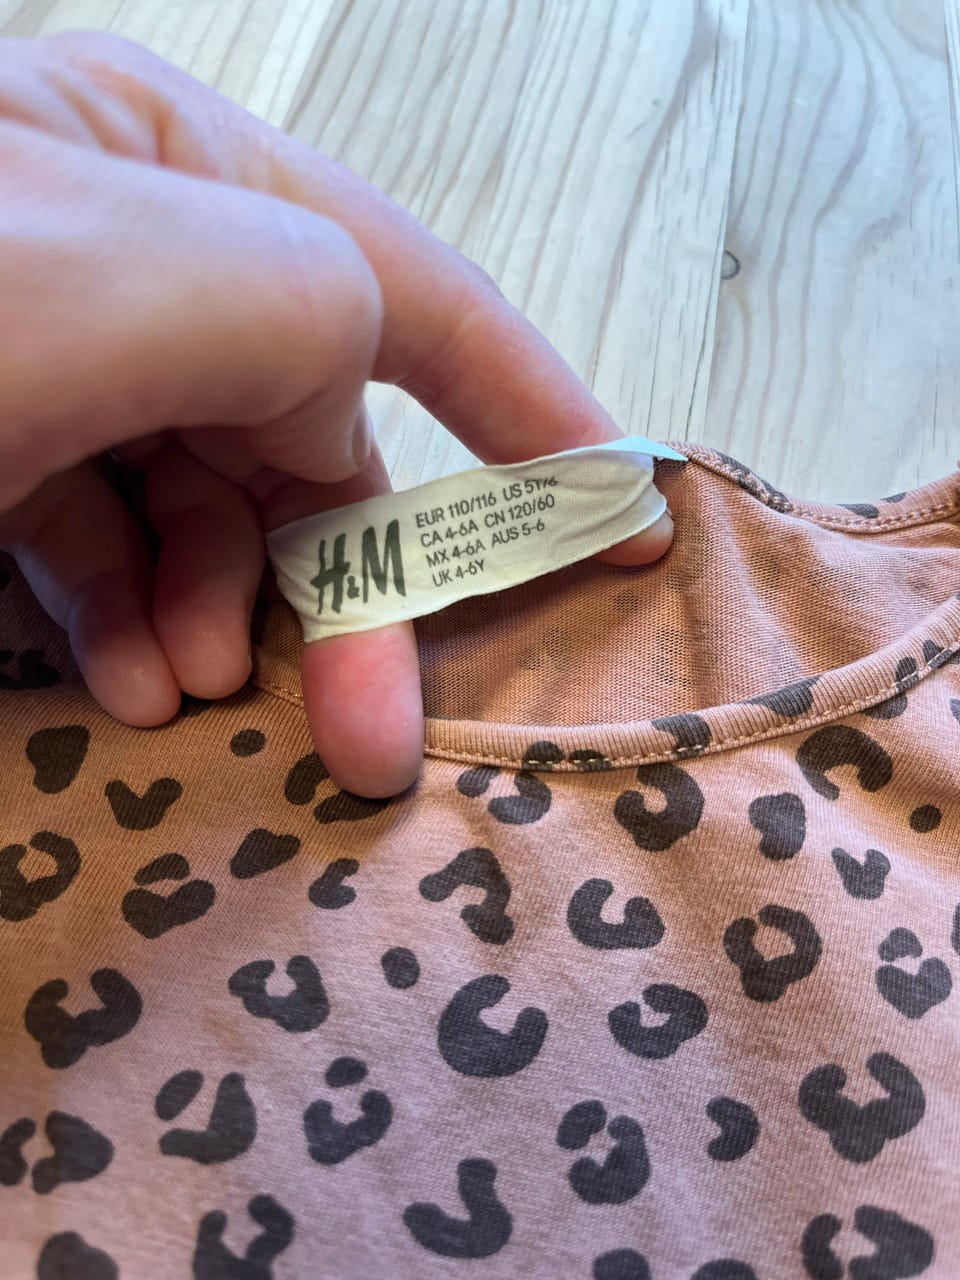 H&M
EUR 110/116 US 5T/6
CA 4-6A CN 120/60
MX 4-6A AUS 5-6
UK 4-6Y